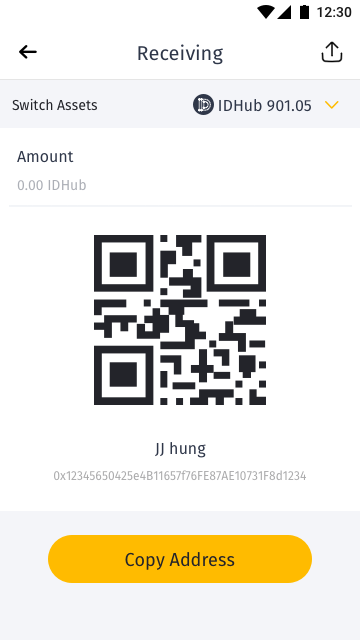 12:30
Receiving
Switch Assets
IDHub 901.05
Amount
0.00 IDHub
JJ hung
0x12345650425e4B11657f76FE87AE10731F8d1234
Copy Address